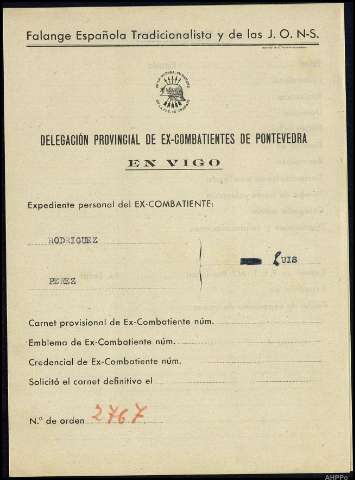 Falange Española Tradicionalista y de las J. O. N-S.
DELEGACIÓN PROVINCIAL DE EX-COMBATIENTES DE PONTEVEDRA
EN VIGO
Expediente personal del EX-COMBATIENTE:
RODRIGUEZ
LUIS
PEREZ
Carnet provisional de Ex-Combatiente núm.
Emblema de Ex-Combatiente núm.
Credencial de Ex-Combatiente núm.
Solicitó el carnet definitivo el
N.º de orden 2767
AHPPo